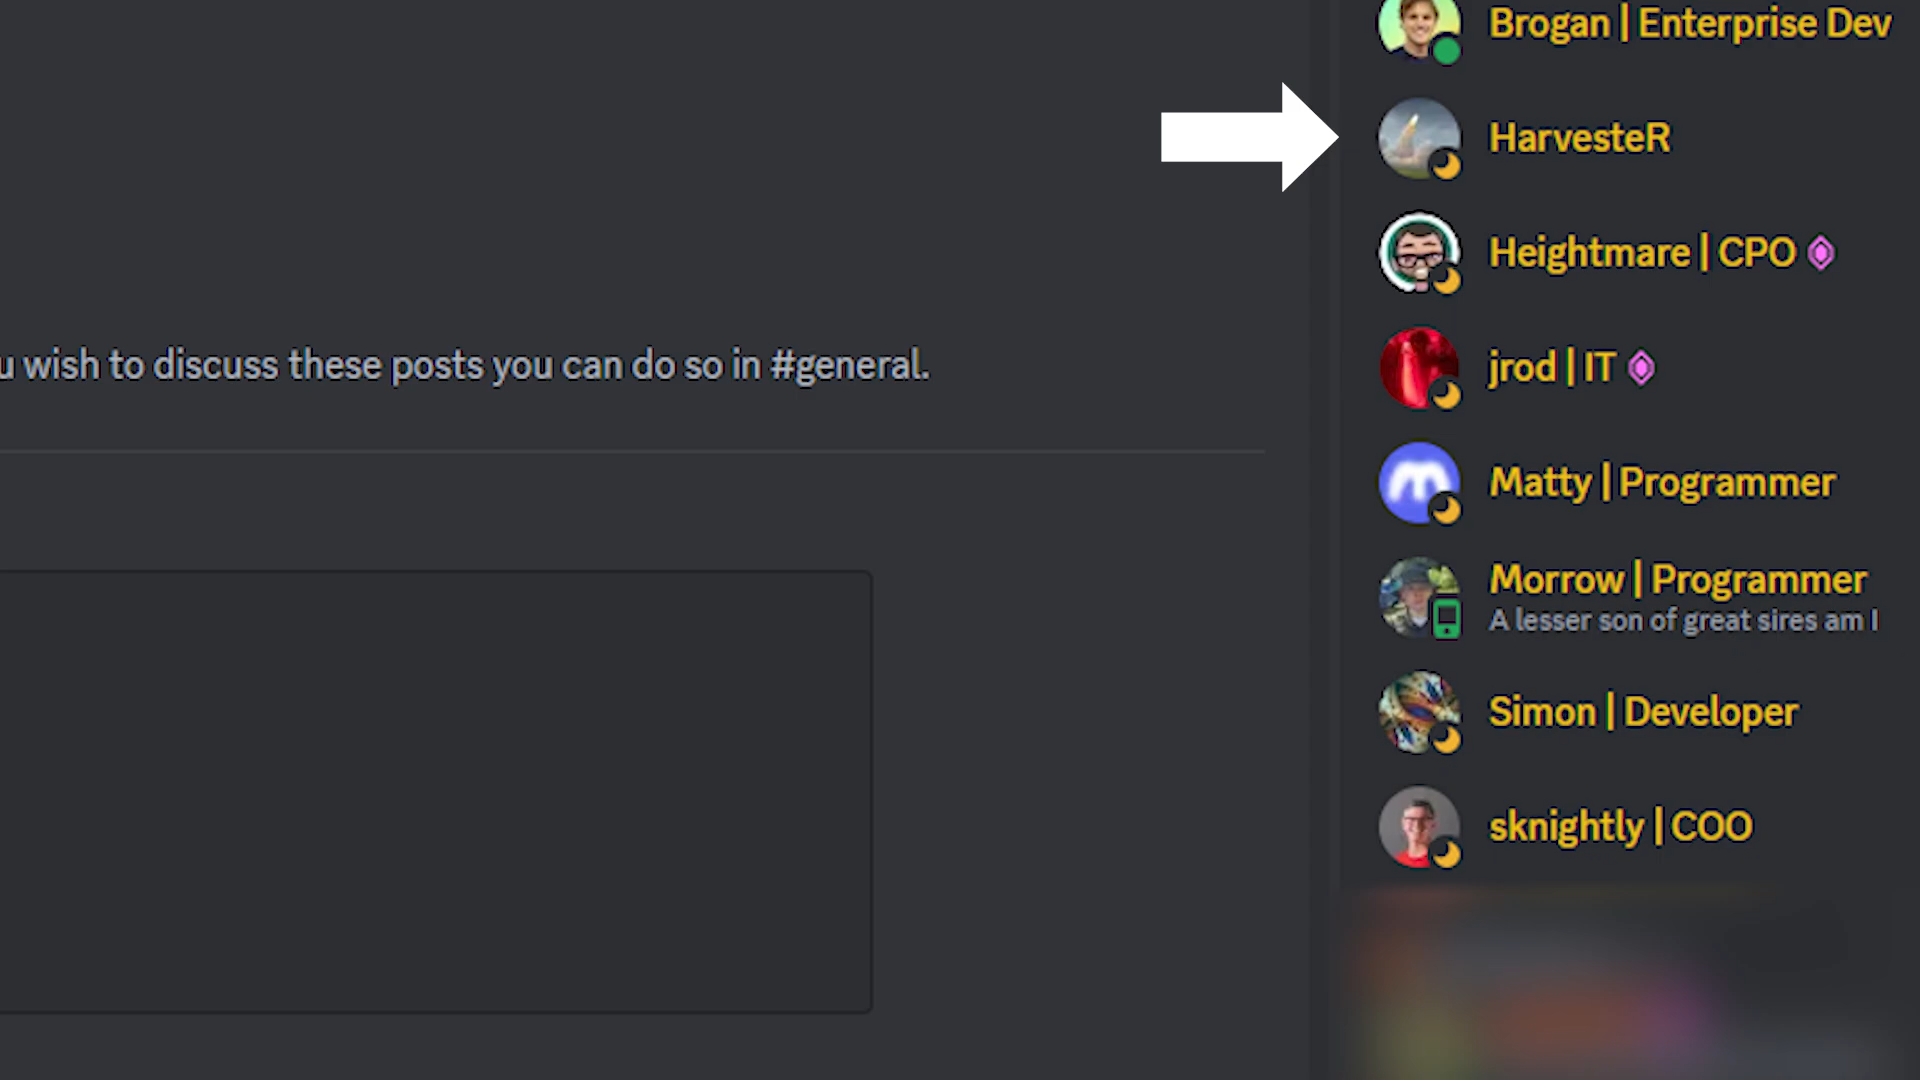 Brogan | Enterprise Dev
HarvesteR
Heightmare | CPO
jrod | IT
u wish to discuss these posts you can do so in #general.
Matty | Programmer
Morrow | Programmer
A lesser son of great sires am I
Simon | Developer
sknightly | COO